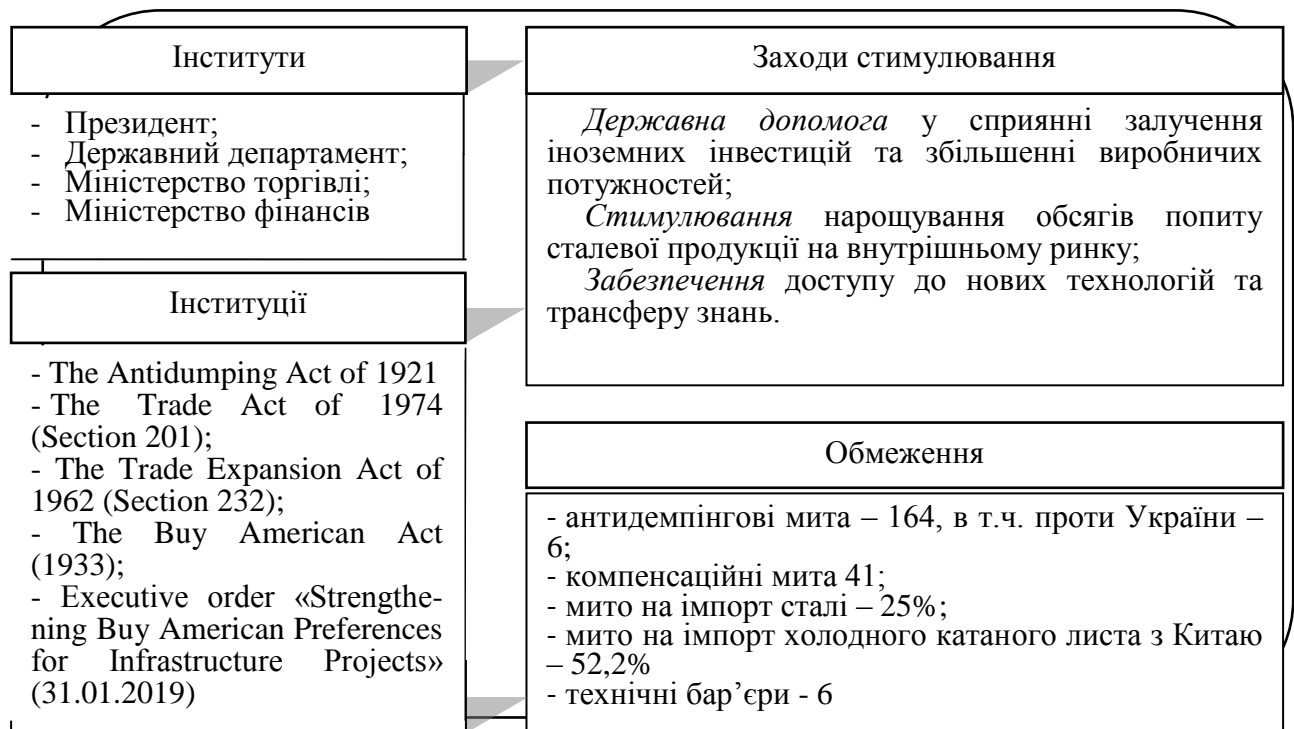 Інститути
- Президент;
- Державний департамент;
- Міністерство торгівлі;
- Міністерство фінансів
Інституції
- The Antidumping Act of 1921
- The Trade Act of 1974
(Section 201);
- The Trade Expansion Act of
1962 (Section 232);
- The Buy American Act
(1933);
- Executive order «Strengthe-
ning Buy American Preferences
for Infrastructure Projects»
(31.01.2019)
Заходи стимулювання
Державна допомога у сприянні залучення
іноземних інвестицій та збільшенні виробничих
потужностей;
Стимулювання нарощування обсягів попиту
сталевої продукції на внутрішньому ринку;
Забезпечення доступу до нових технологій та
трансферу знань.
Обмеження
- антидемпінгові мита – 164, в т.ч. проти України –
6;
- компенсаційні мита 41;
- мито на імпорт сталі – 25%;
- мито на імпорт холодного катаного листа з Китаю
– 52,2%
- технічні бар’єри - 6